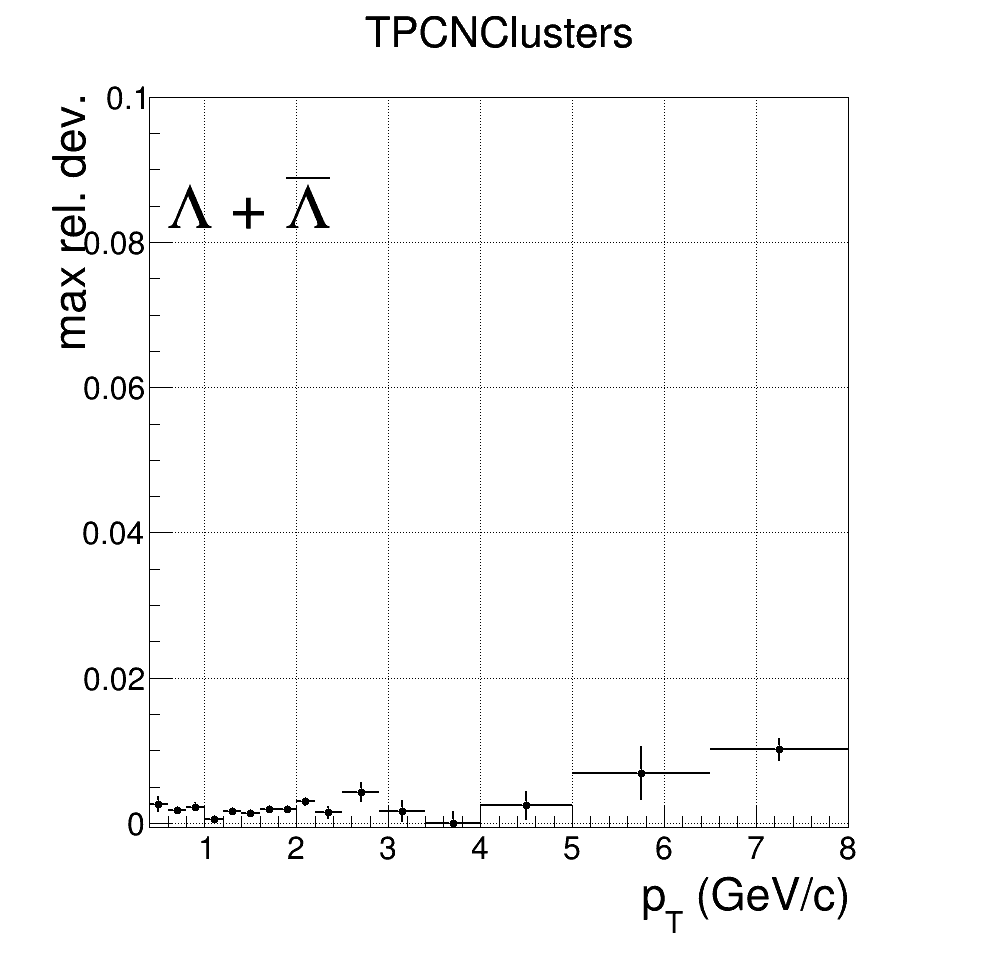 TPCNClusters
max rel. dev.
0.1
0.08
0.06
0.04
0.02
0
Λ + Λ̅
1 2 3 4 5 6 7 8
p_T (GeV/c)